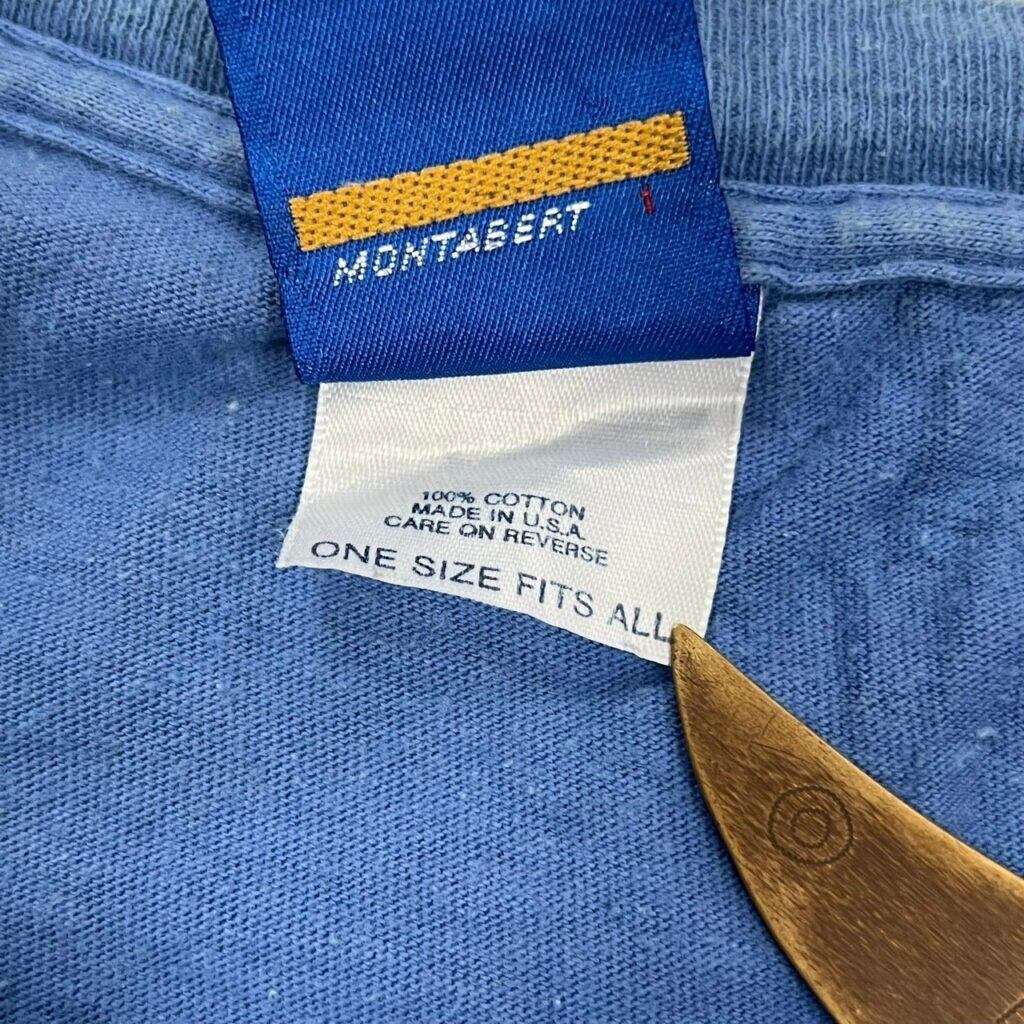 MONTABERT
100% COTTON
MADE IN U.S.A.
CARE ON REVERSE
ONE SIZE FITS ALL